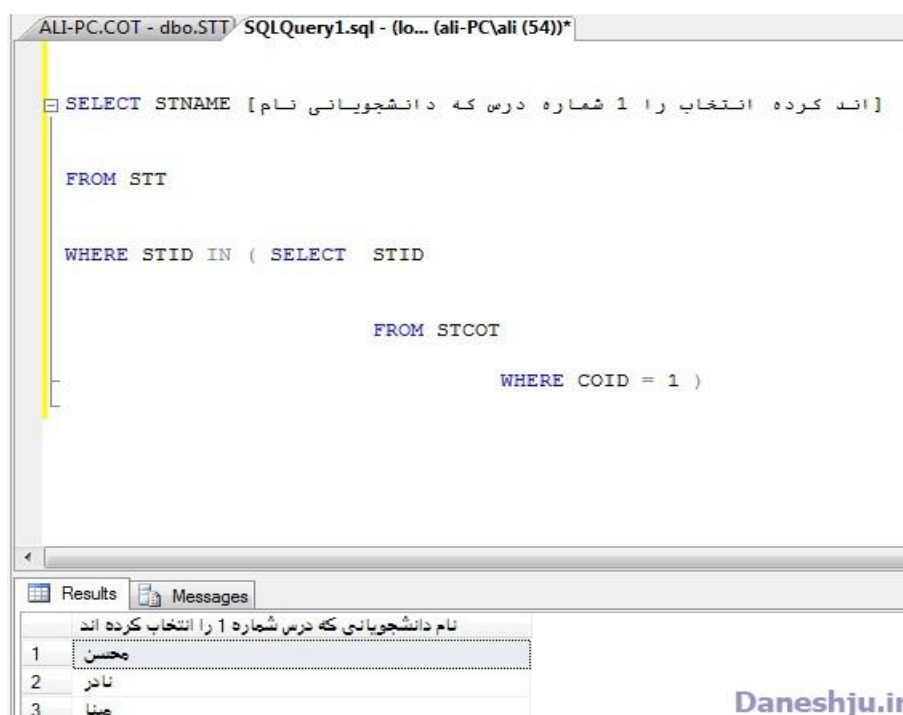 ALI-PC.COT - dbo.STT SQLQuery1.sql - (lo... (ali-PC\ali (54))*
SELECT STNAME [نام دانشجویانی که درس شماره 1 را انتخاب کرده اند]
FROM STT
WHERE STID IN ( SELECT STID
FROM STCOT
WHERE COID = 1 )
Results Messages
نام دانشجویانی که درس شماره 1 را انتخاب کرده اند
1 محسن
2 نادر
3 مینا
Daneshju.ir